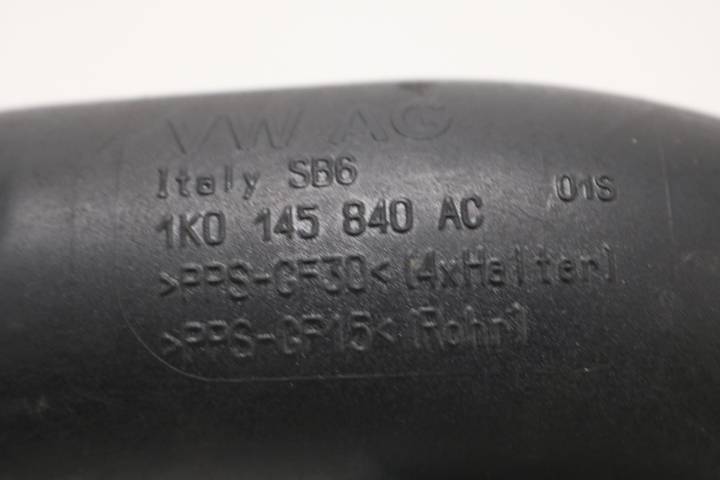 VW AG
Italy SB6
1K0 145 840 AC 01S
>PPS-GF30< (4xHalter)
>PPS-GF15< (Rohr)